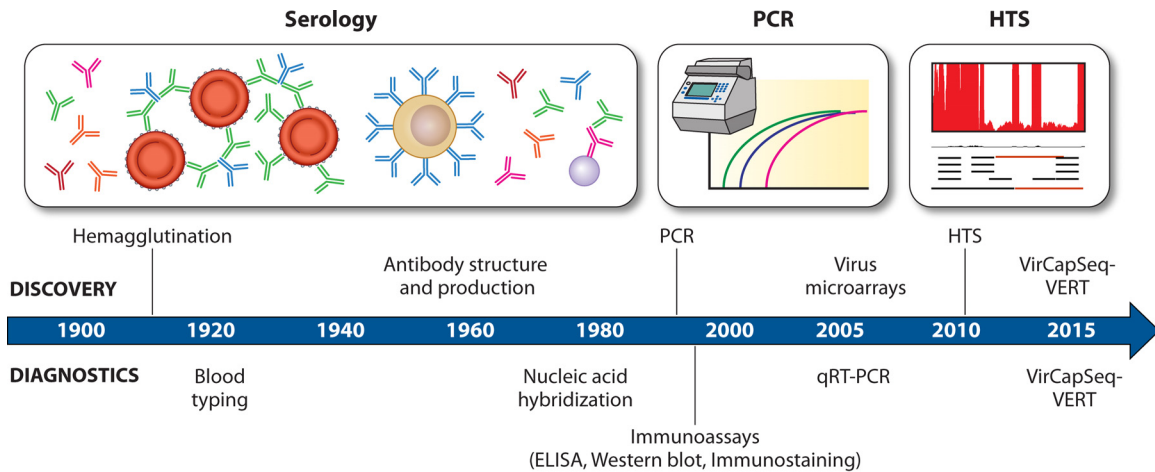 Serology
PCR
HTS
Hemagglutination
PCR
HTS
Antibody structure
and production
Virus
microarrays
VirCapSeq-
VERT
DISCOVERY
1900 1920 1940 1960 1980 2000 2005 2010 2015
DIAGNOSTICS
Blood
typing
Nucleic acid
hybridization
qRT-PCR
VirCapSeq-
VERT
Immunoassays
(ELISA, Western blot, Immunostaining)